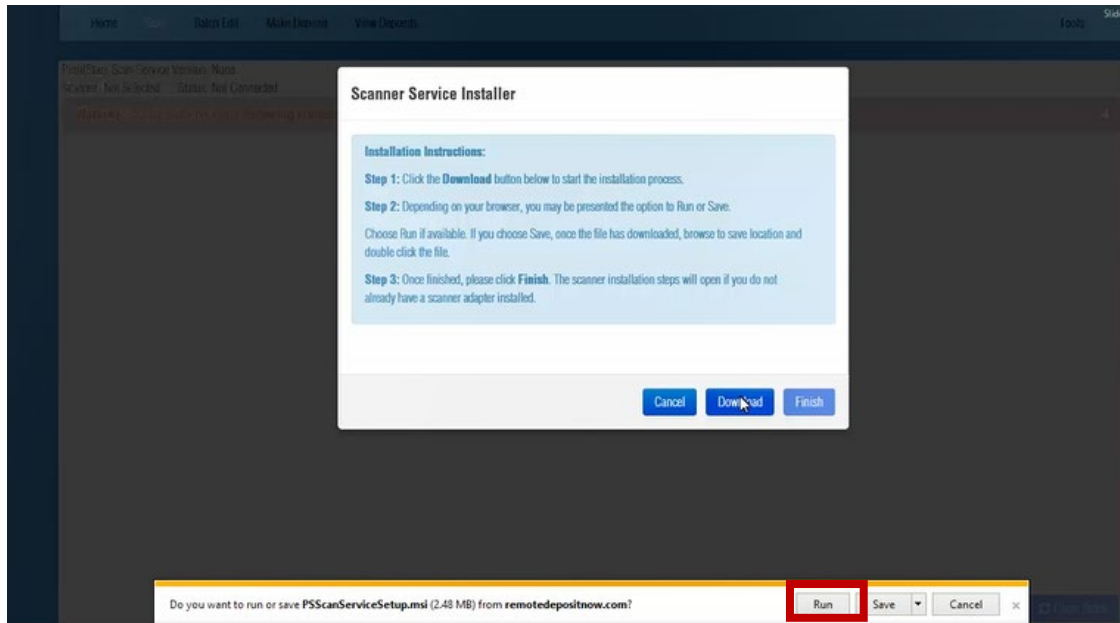 Home Batch Edit Make Deposit View Deposits Tools
Scanner Service Installer
Installation Instructions:
Step 1: Click the Download button below to start the installation process.
Step 2: Depending on your browser, you may be presented the option to Run or Save.
Choose Run if available. If you choose Save, once the file has downloaded, browse to save location and
double click the file.
Step 3: Once finished, please click Finish. The scanner installation steps will open if you do not
already have a scanner adapter installed.
Cancel Download Finish
Do you want to run or save PSScanServiceSetup.msi (2.48 MB) from remotedepositnow.com? Run Save Cancel